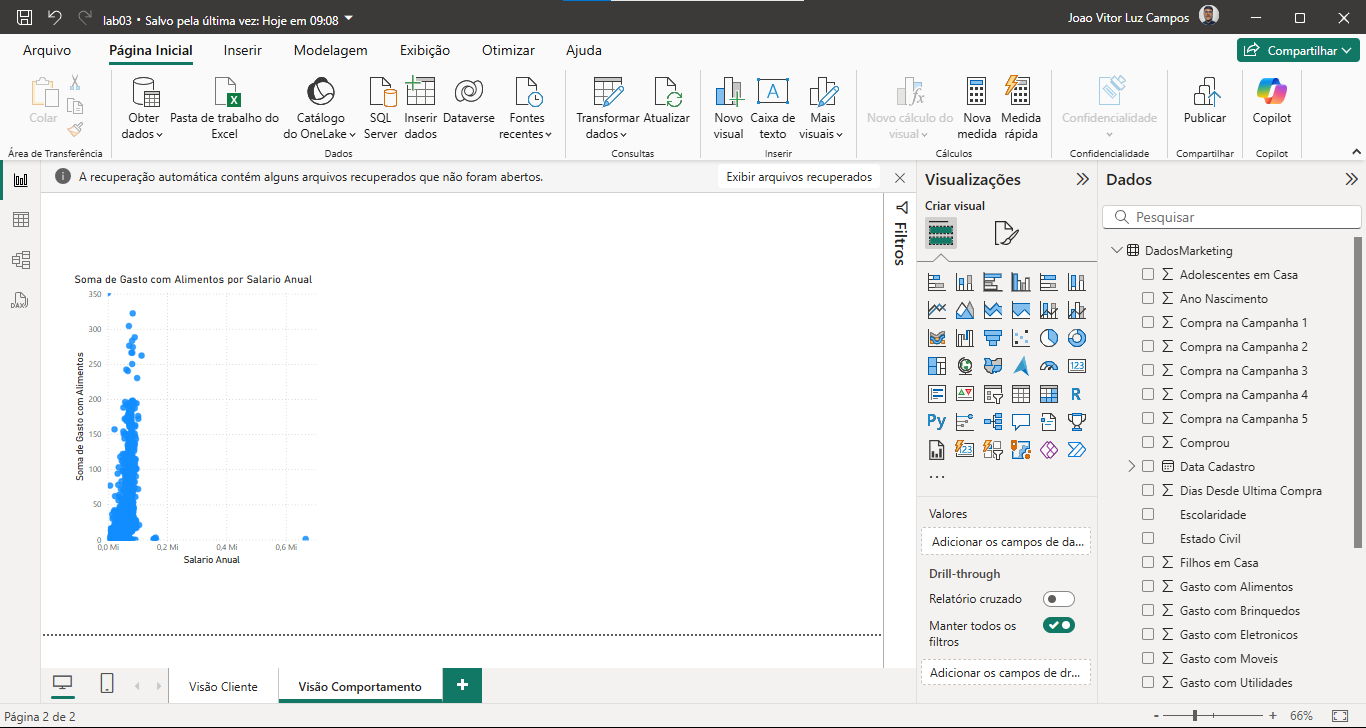 lab03 • Salvo pela última vez: Hoje em 09:08
Joao Vitor Luz Campos
Arquivo
Página Inicial
Inserir
Modelagem
Exibição
Otimizar
Ajuda
Compartilhar
Colar
Obter dados
Pasta de trabalho do Excel
Catálogo do OneLake
SQL Server
Inserir dados
Dataverse
Fontes recentes
Transformar dados
Atualizar
Novo visual
Caixa de texto
Mais visuais
Novo cálculo do visual
Nova medida
Medida rápida
Confidencialidade
Publicar
Copilot
Área de Transferência
Dados
Consultas
Inserir
Cálculos
Confidencialidade
Compartilhar
Copilot
A recuperação automática contém alguns arquivos recuperados que não foram abertos.
Exibir arquivos recuperados
Soma de Gasto com Alimentos por Salario Anual
Soma de Gasto com Alimentos
350
300
250
200
150
100
50
0
0,0 Mi
0,2 Mi
0,4 Mi
0,6 Mi
Salario Anual
Filtros
Visualizações
Criar visual
123
R
Py
123
...
Valores
Adicionar os campos de da...
Drill-through
Relatório cruzado
Manter todos os
filtros
Adicionar os campos de dr...
Dados
Pesquisar
DadosMarketing
Adolescentes em Casa
Ano Nascimento
Compra na Campanha 1
Compra na Campanha 2
Compra na Campanha 3
Compra na Campanha 4
Compra na Campanha 5
Comprou
Data Cadastro
Dias Desde Ultima Compra
Escolaridade
Estado Civil
Filhos em Casa
Gasto com Alimentos
Gasto com Brinquedos
Gasto com Eletronicos
Gasto com Moveis
Gasto com Utilidades
Visão Cliente
Visão Comportamento
+
Página 2 de 2
- + 66%